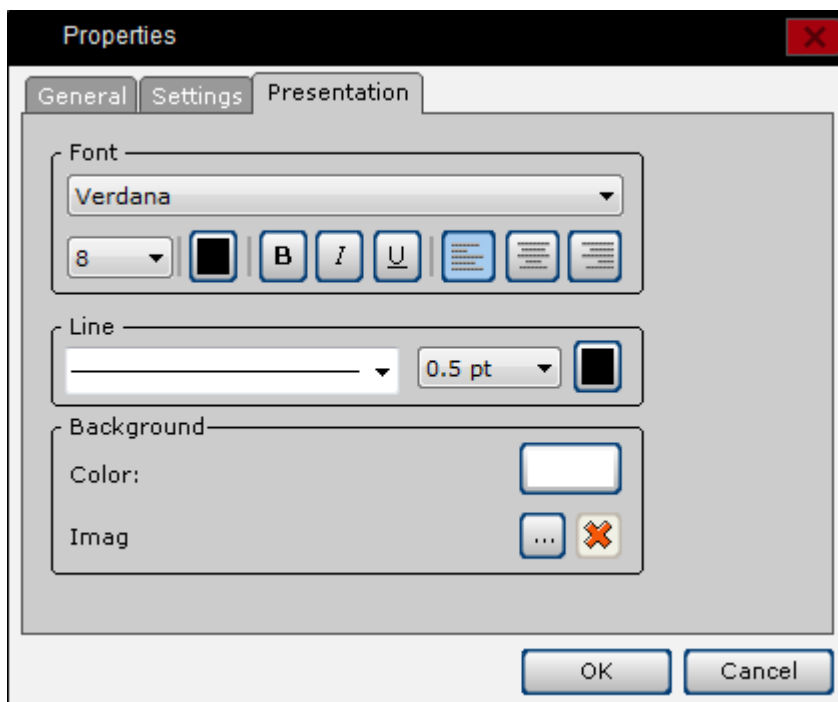 Properties
General Settings Presentation
Font
Verdana
8 B I U
Line
0.5 pt
Background
Color:
Imag
...
OK Cancel